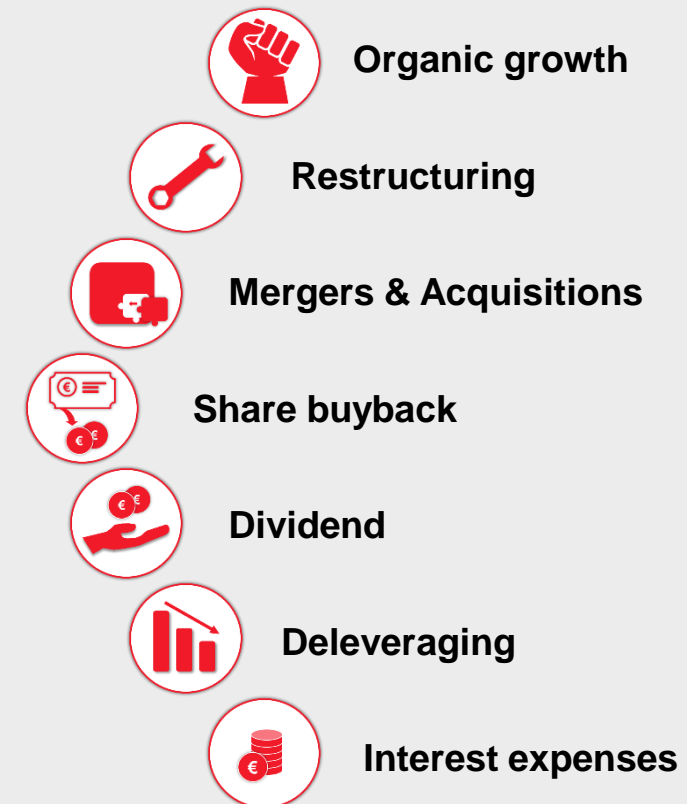 Organic growth
Restructuring
Mergers & Acquisitions
€
Share buyback
€ €
€ €
Dividend
Deleveraging
€
Interest expenses